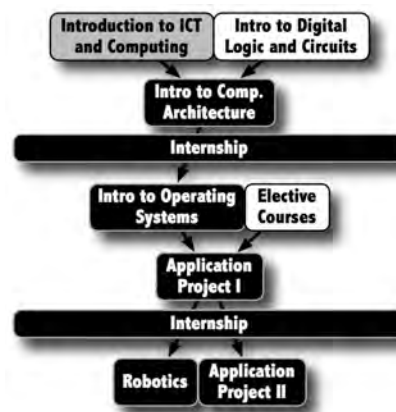 Introduction to ICT
and Computing
Intro to Digital
Logic and Circuits
Intro to Comp.
Architecture
Internship
Intro to Operating
Systems
Elective
Courses
Application
Project I
Internship
Robotics
Application
Project II